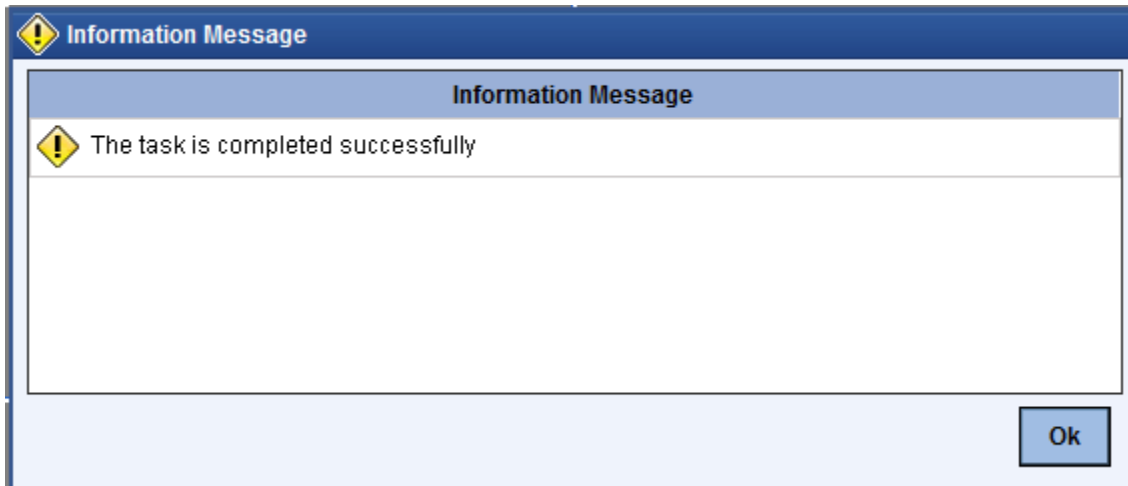 Information Message
Information Message
The task is completed successfully
Ok